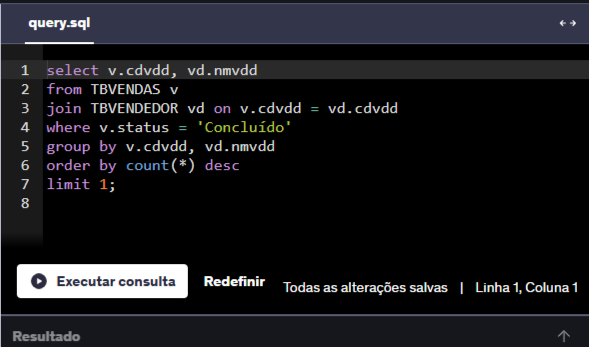 query.sql
1 select v.cdvdd, vd.nmvdd
2 from TBVENDAS v
3 join TBVENDEDOR vd on v.cdvdd = vd.cdvdd
4 where v.status = 'Concluído'
5 group by v.cdvdd, vd.nmvdd
6 order by count(*) desc
7 limit 1;
8
Executar consulta Redefinir Todas as alterações salvas | Linha 1, Coluna 1
Resultado